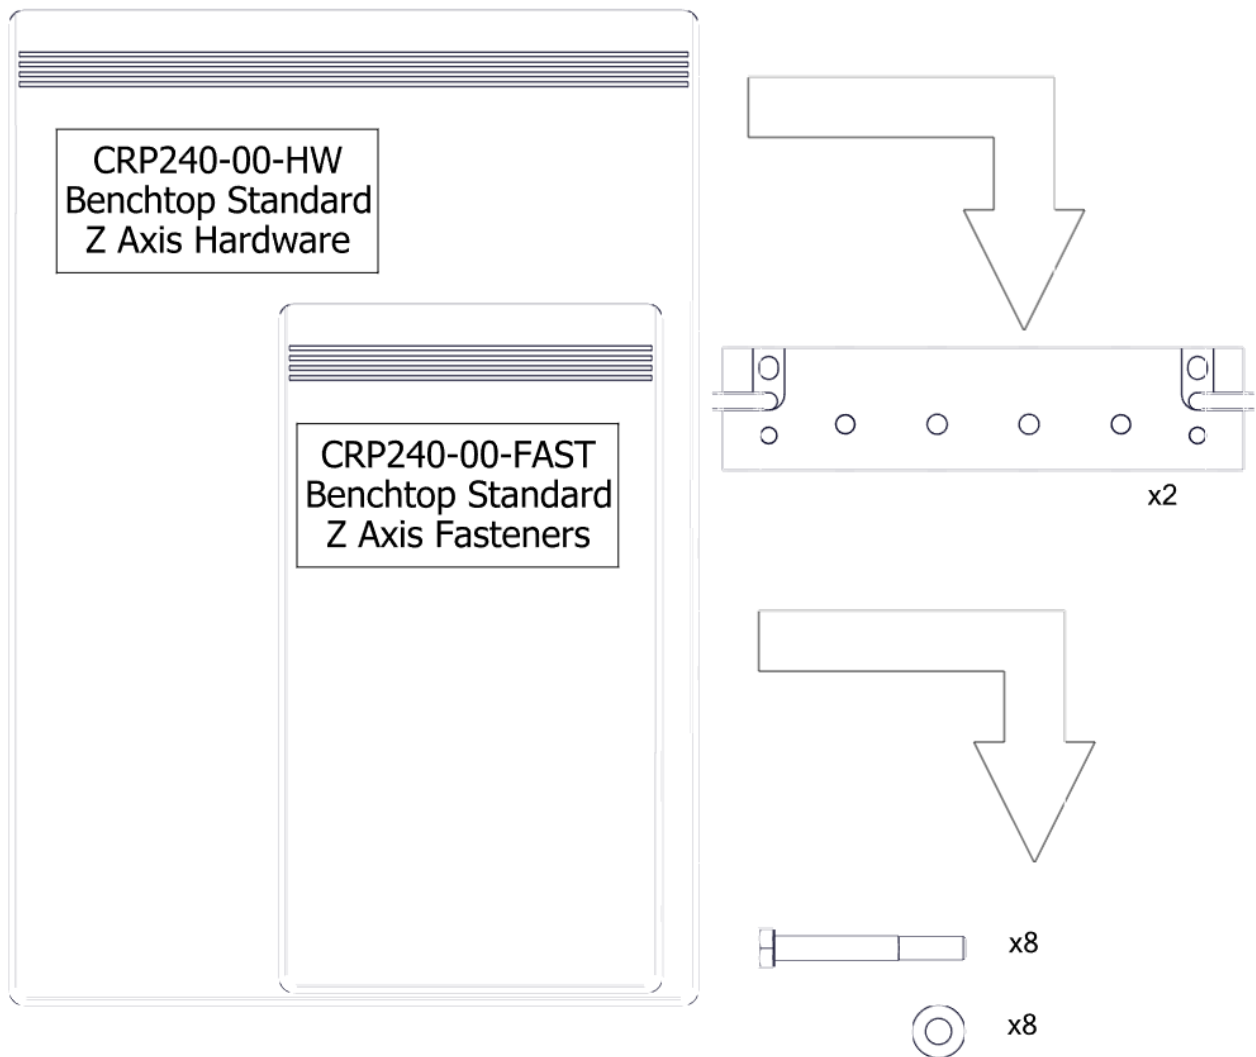 CRP240-00-HW
Benchtop Standard
Z Axis Hardware
CRP240-00-FAST
Benchtop Standard
Z Axis Fasteners
x2
x8
x8